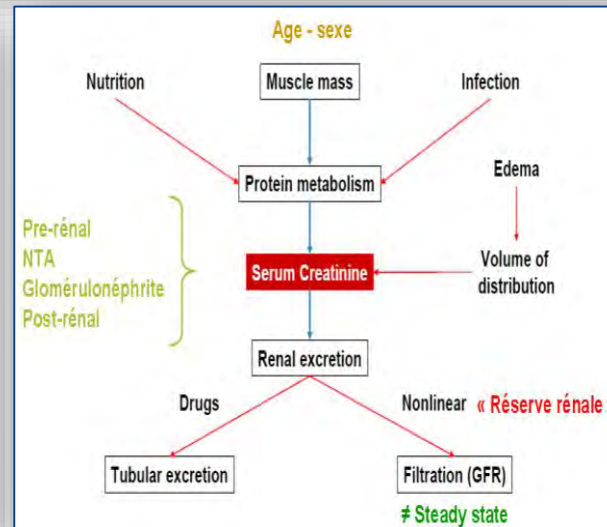 Age - sexe
Nutrition
Muscle mass
Infection
Protein metabolism
Edema
Pre-rénal
NTA
Glomérulonéphrite
Post-rénal
Serum Creatinine
Volume of
distribution
Renal excretion
Drugs
Nonlinear « Réserve rénale
Tubular excretion
Filtration (GFR)
≠ Steady state